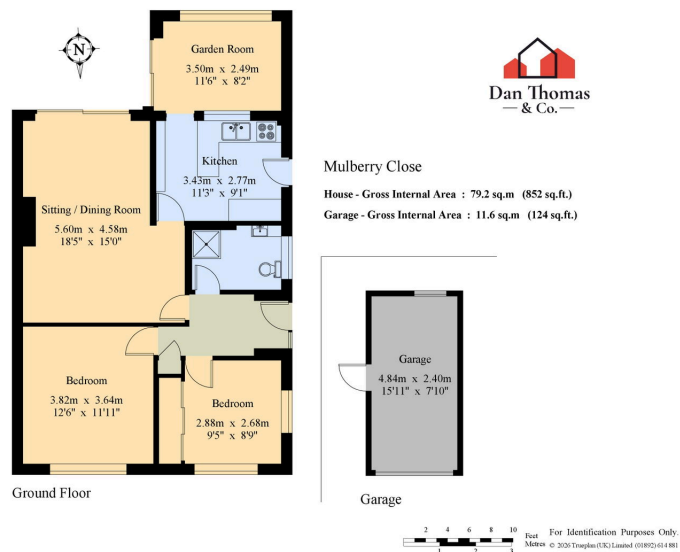 N
Garden Room
3.50m x 2.49m
11'6" x 8'2"
Dan Thomas
& Co.
Kitchen
3.43m x 2.77m
11'3" x 9'1"
Mulberry Close
House - Gross Internal Area : 79.2 sq.m (852 sq.ft.)
Garage - Gross Internal Area : 11.6 sq.m (124 sq.ft.)
Sitting / Dining Room
5.60m x 4.58m
18'5" x 15'0"
Garage
4.84m x 2.40m
15'11" x 7'10"
Bedroom
3.82m x 3.64m
12'6" x 11'11"
Bedroom
2.88m x 2.68m
9'5" x 8'9"
Ground Floor
Garage
2 4 6 8 10 Feet
1 2 3 Metres
For Identification Purposes Only.
© 2026 Trueplan (UK) Limited (01892) 614 881